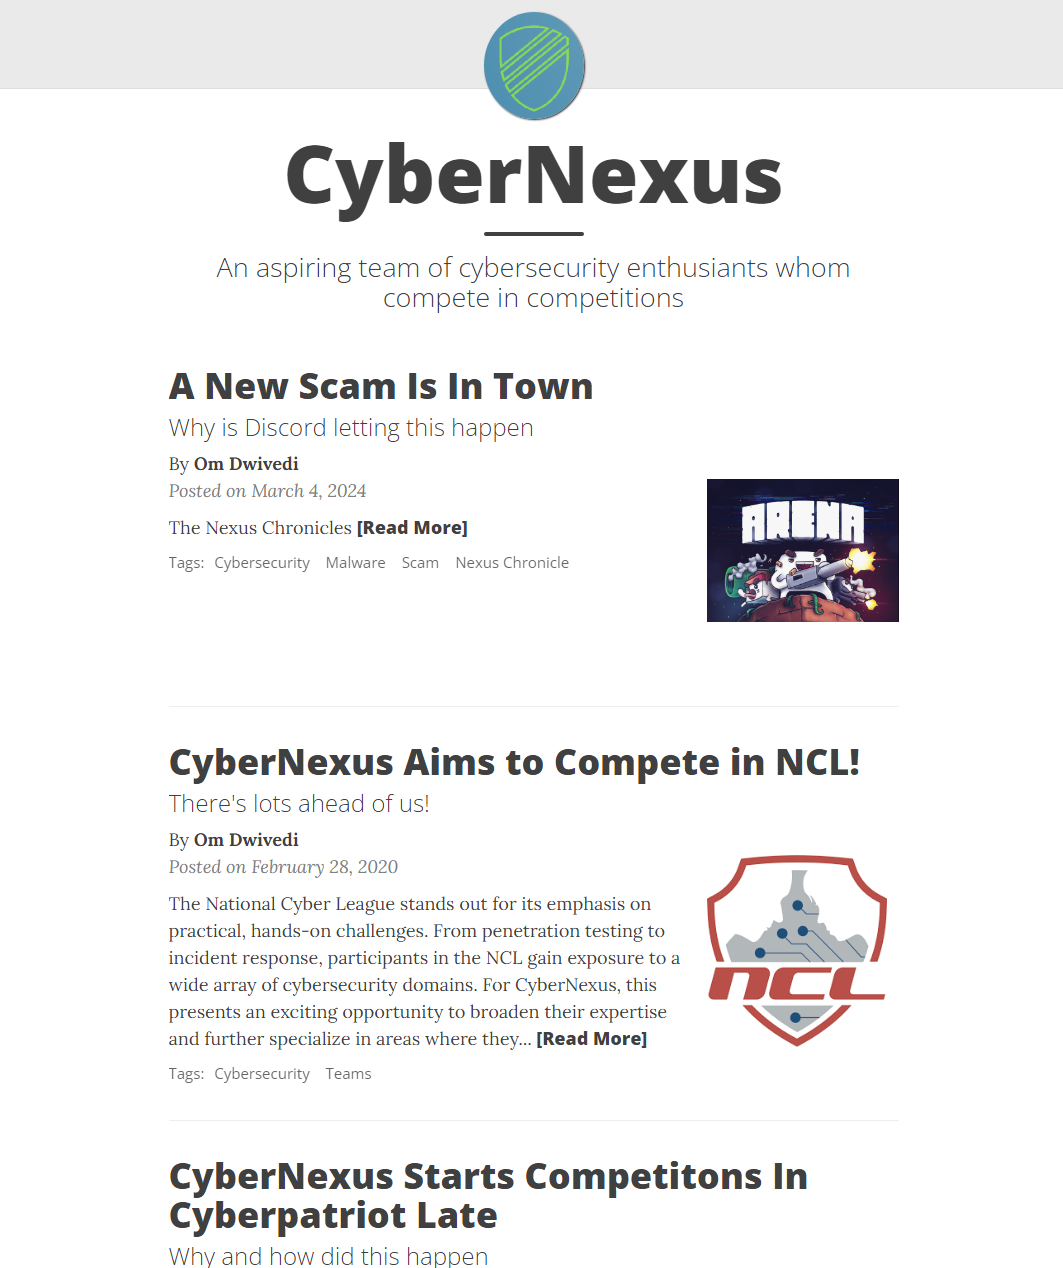 CyberNexus
An aspiring team of cybersecurity enthusiants whom
compete in competitions
A New Scam Is In Town
Why is Discord letting this happen
By Om Dwivedi
Posted on March 4, 2024
The Nexus Chronicles [Read More]
Tags: Cybersecurity Malware Scam Nexus Chronicle
ARENA
CyberNexus Aims to Compete in NCL!
There's lots ahead of us!
By Om Dwivedi
Posted on February 28, 2020
The National Cyber League stands out for its emphasis on
practical, hands-on challenges. From penetration testing to
incident response, participants in the NCL gain exposure to a
wide array of cybersecurity domains. For CyberNexus, this
presents an exciting opportunity to broaden their expertise
and further specialize in areas where they... [Read More]
Tags: Cybersecurity Teams
NCL
CyberNexus Starts Competitons In
Cyberpatriot Late
Why and how did this happen